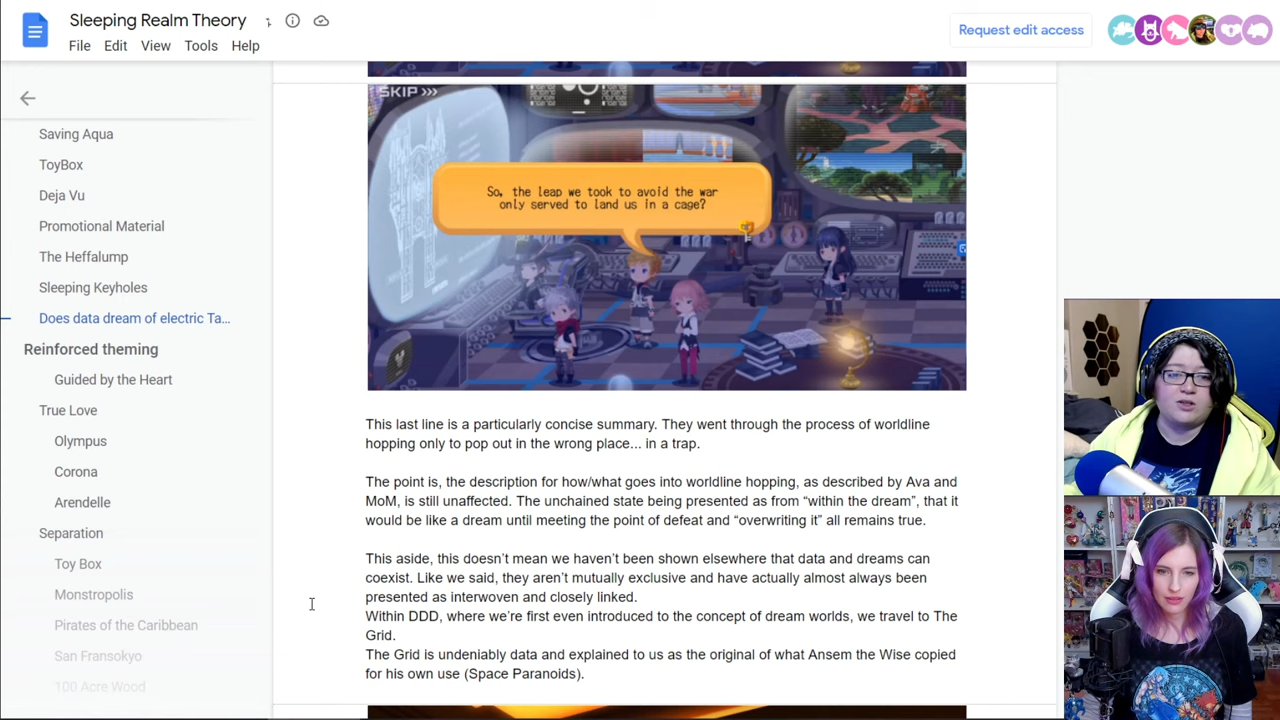 Sleeping Realm Theory
File Edit View Tools Help
Request edit access
Saving Aqua
ToyBox
Deja Vu
Promotional Material
The Heffalump
Sleeping Keyholes
Does data dream of electric Ta...
Reinforced theming
Guided by the Heart
True Love
Olympus
Corona
Arendelle
Separation
Toy Box
Monstropolis
Pirates of the Caribbean
San Fransokyo
100 Acre Wood
SKIP >>>
So, the leap we took to avoid the war
only served to land us in a cage?
This last line is a particularly concise summary. They went through the process of worldline
hopping only to pop out in the wrong place... in a trap.
The point is, the description for how/what goes into worldline hopping, as described by Ava and
MoM, is still unaffected. The unchained state being presented as from “within the dream”, that it
would be like a dream until meeting the point of defeat and “overwriting it” all remains true.
This aside, this doesn’t mean we haven’t been shown elsewhere that data and dreams can
coexist. Like we said, they aren’t mutually exclusive and have actually almost always been
presented as interwoven and closely linked.
Within DDD, where we’re first even introduced to the concept of dream worlds, we travel to The
Grid.
The Grid is undeniably data and explained to us as the original of what Ansem the Wise copied
for his own use (Space Paranoids).